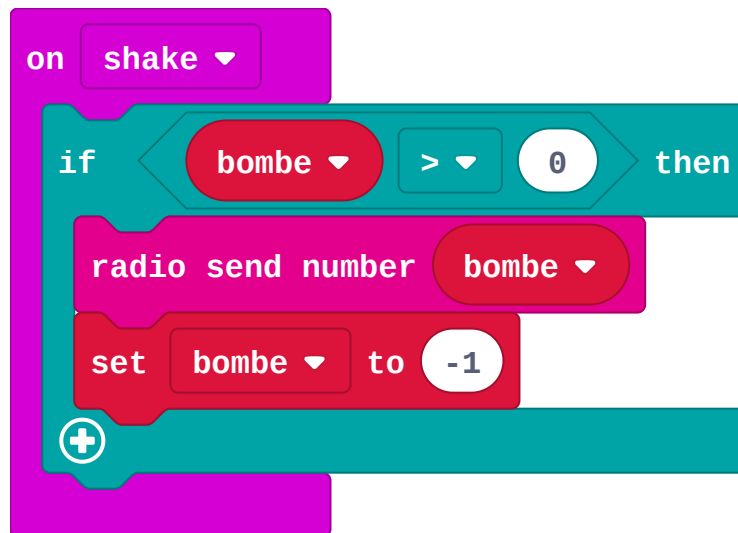 on shake
if bombe > 0 then
radio send number bombe
set bombe to -1